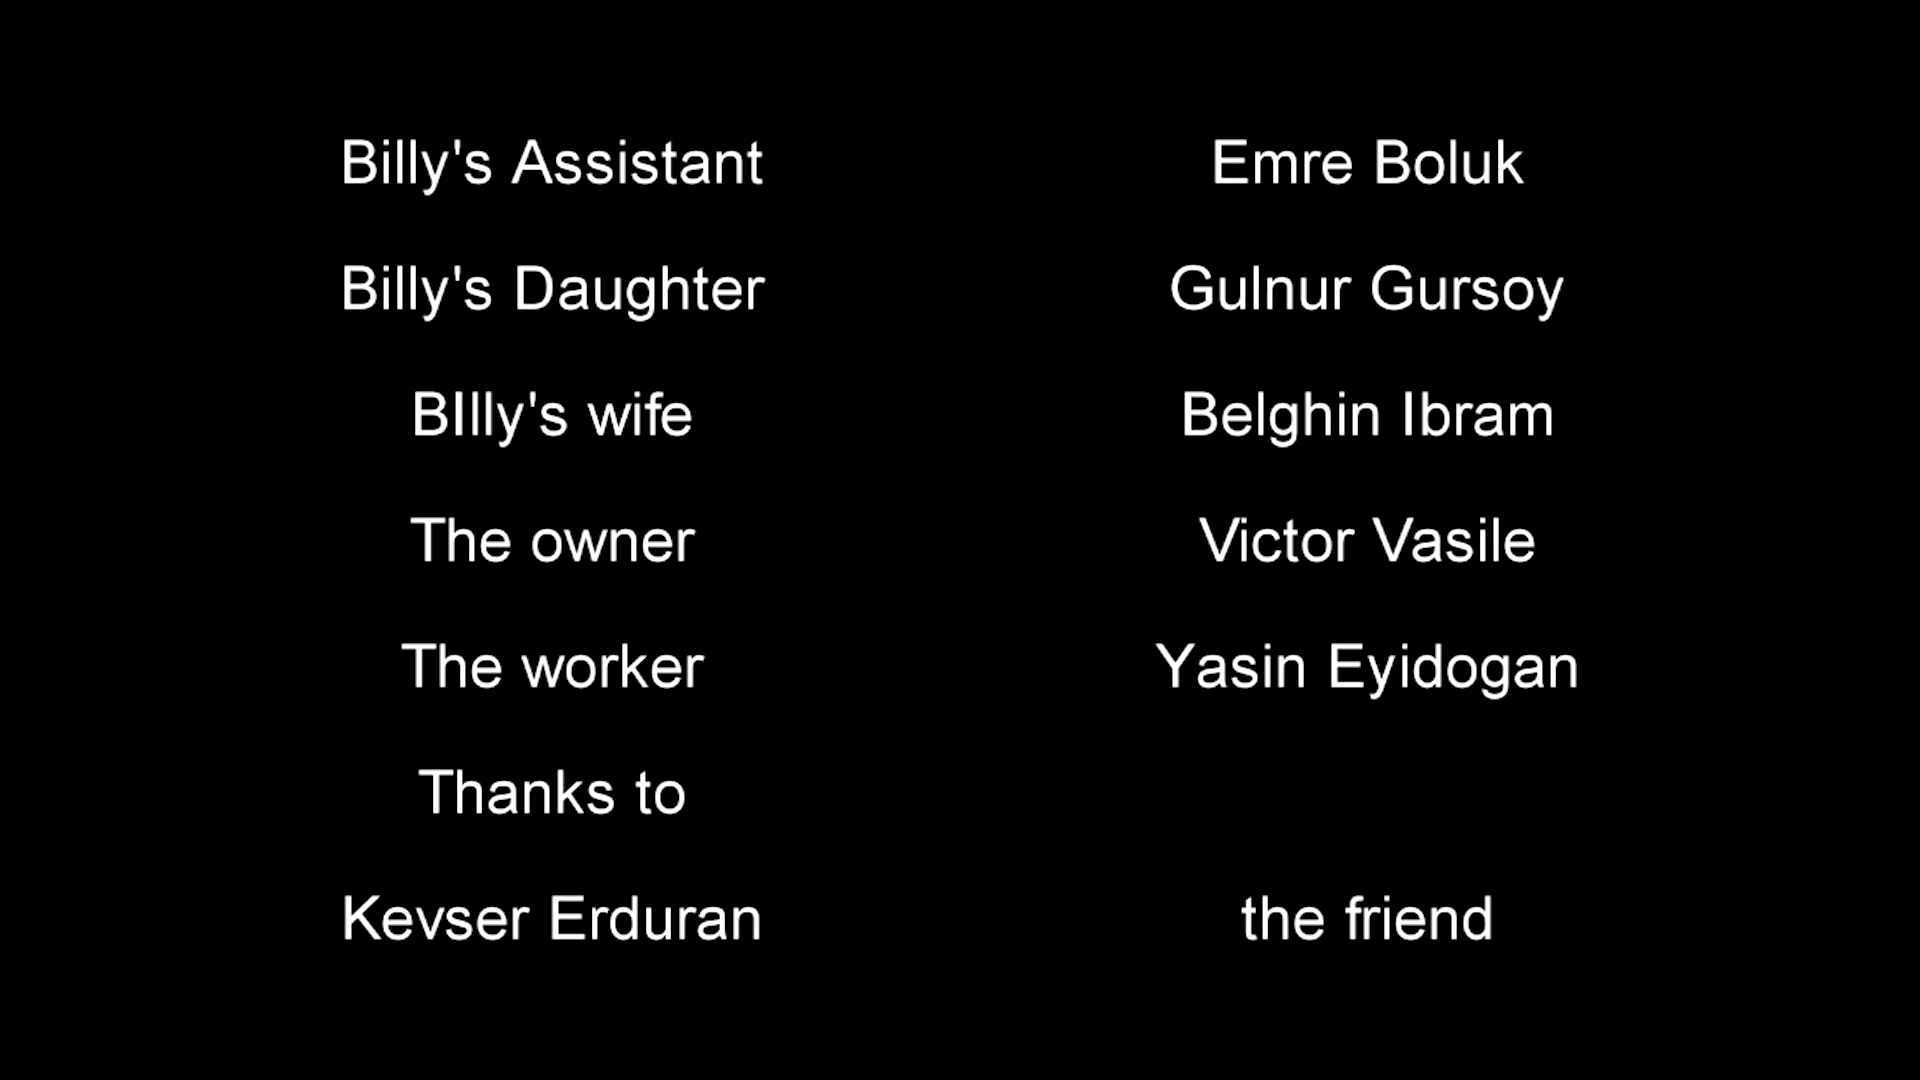 Billy's Assistant Emre Boluk
Billy's Daughter Gulnur Gursoy
BIlly's wife Belghin Ibram
The owner Victor Vasile
The worker Yasin Eyidogan
Thanks to
Kevser Erduran the friend